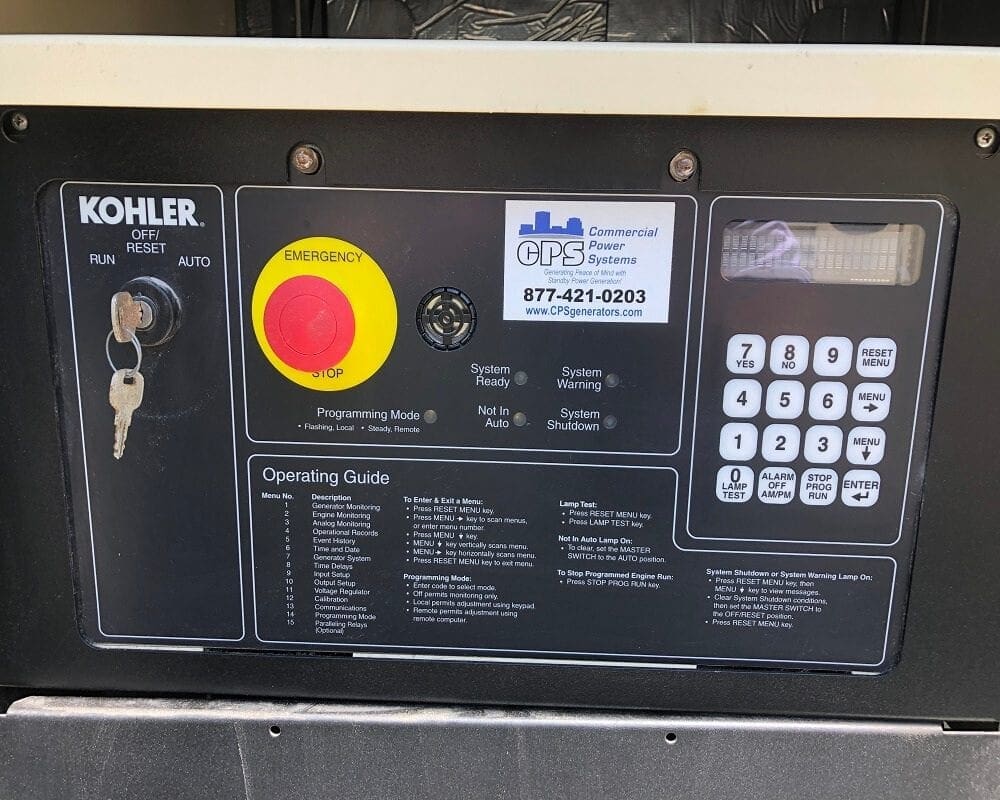 KOHLER®
OFF/
RESET
RUN
AUTO
EMERGENCY
STOP
CPS
Commercial
Power
Systems
Generating Peace of Mind with
Standby Power Generation!
877-421-0203
www.CPSgenerators.com
System
Ready
System
Warning
Programming Mode
• Flashing, Local • Steady, Remote
Not In
Auto
System
Shutdown
7
YES
8
NO
9
RESET
MENU
4
5
6
MENU
→
1
2
3
MENU
↓
0
LAMP
TEST
ALARM
OFF
AM/PM
STOP
PROG
RUN
ENTER
↵
Operating Guide
Menu No. Description
1 Generator Monitoring
2 Engine Monitoring
3 Analog Monitoring
4 Operational Records
5 Event History
6 Time and Date
7 Generator System
8 Time Delays
9 Input Setup
10 Output Setup
11 Voltage Regulator
12 Calibration
13 Communications
14 Programming Mode
15 Paralleling Relays
(Optional)
To Enter & Exit a Menu:
• Press RESET MENU key.
• Press MENU → key to scan menus,
or enter menu number.
• Press MENU ↓ key.
• MENU ↓ key vertically scans menu.
• MENU → key horizontally scans menu.
• Press RESET MENU key to exit menu.
Programming Mode:
• Enter code to select mode.
• Off permits monitoring only.
• Local permits adjustment using keypad.
• Remote permits adjustment using
remote computer.
Lamp Test:
• Press RESET MENU key.
• Press LAMP TEST key.
Not In Auto Lamp On:
• To clear, set the MASTER
SWITCH to the AUTO position.
To Stop Programmed Engine Run:
• Press STOP PROG RUN key.
System Shutdown or System Warning Lamp On:
• Press RESET MENU key, then
MENU ↓ key to view messages.
• Clear System Shutdown conditions,
then set the MASTER SWITCH to
the OFF/RESET position.
• Press RESET MENU key.